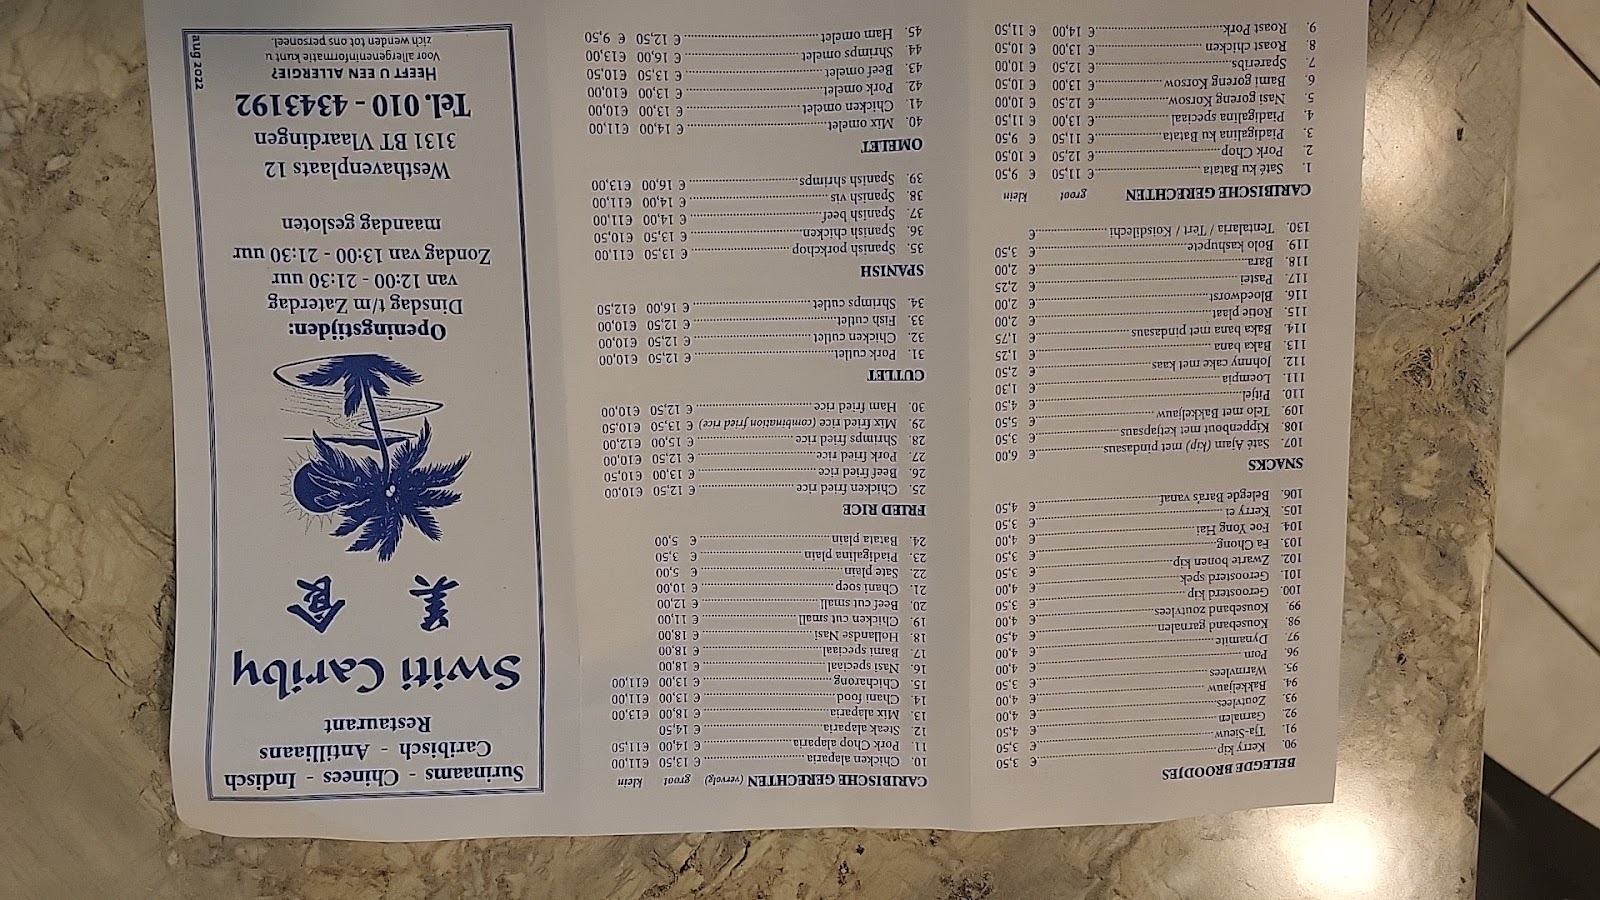 BELEGDE BROODJES
90. Kerry kip € 3,50
91. Tja-Sieuw € 3,50
92. Garnalen € 4,50
93. Zoutvlees € 4,00
94. Bakkeljauw € 4,00
95. Warmvlees € 3,50
96. Pom € 4,00
97. Dynamite € 4,00
98. Kouseband garnalen € 4,50
99. Kouseband zoutvlees € 4,00
100. Geroosterd kip € 3,50
101. Geroosterd spek € 4,00
102. Zwarte bonen kip € 3,50
103. Fa Chong € 3,50
104. Foe Yong Hai € 4,00
105. Kerry ei € 3,50
106. Belegde Baras vanaf € 4,50
SNACKS
107. Saté Ajam (kip) met pindasaus € 6,00
108. Kippenbout met ketjapsaus € 3,50
109. Telo met Bakkeljauw € 5,50
110. Pitjel € 4,50
111. Loempia € 1,30
112. Johnny cake met kaas € 2,50
113. Baka bana € 1,25
114. Baka bana met pindasaus € 1,75
115. Rotie plaat € 2,00
116. Bloedworst € 2,00
117. Pastei € 2,25
118. Bara € 2,00
119. Bolo kashupete € 3,50
130. Tentalaria / Tert / Koisdilechi €
CARIBISCHE GERECHTEN groot klein
1. Saté ku Batata € 11,50 € 9,50
2. Pork Chop € 12,50 € 10,50
3. Piadigalina ku Batata € 11,50 € 9,50
4. Piadigalina speciaal € 13,00 € 11,50
5. Nasi goreng Korsow € 12,50 € 10,00
6. Bami goreng Korsow € 13,00 € 10,50
7. Spareribs € 12,50 € 10,00
8. Roast chicken € 13,00 € 10,50
9. Roast Pork € 14,00 € 11,50
CARIBISCHE GERECHTEN (vervolg) groot klein
10. Chicken alaparia € 13,50 €11,00
11. Pork Chop alaparia € 14,00 €11,50
12. Steak alaparia € 14,50
13. Mix alaparia € 18,00 €13,00
14. Cham food € 13,00 €11,00
15. Chicharong € 13,00 €11,00
16. Nasi speciaal € 18,00
17. Bami speciaal € 18,00
18. Hollandse Nasi € 18,00
19. Chicken cut small € 11,00
20. Beef cut small € 12,00
21. Chani soep € 10,00
22. Sate plain € 5,00
23. Piadigalina plain € 3,50
24. Batata plain € 5,00
FRIED RICE
25. Chicken fried rice € 12,50 €10,00
26. Beef fried rice € 13,00 €10,50
27. Pork fried rice € 12,50 €10,00
28. Shrimps fried rice € 15,00 €12,00
29. Mix fried rice (combination fried rice) € 13,50 €10,50
30. Ham fried rice € 12,50 €10,00
CUTLET
31. Pork cutlet € 12,50 €10,00
32. Chicken cutlet € 12,50 €10,00
33. Fish cutlet € 12,50 €10,00
34. Shrimps cutlet € 16,00 €12,50
SPANISH
35. Spanish porkchop € 13,50 €11,00
36. Spanish chicken € 13,50 €10,50
37. Spanish beef € 14,00 €11,00
38. Spanish vis € 14,00 €11,00
39. Spanish shrimps € 16,00 €13,00
OMELET
40. Mix omelet € 14,00 €11,00
41. Chicken omelet € 13,00 €10,00
42. Pork omelet € 13,00 €10,00
43. Beef omelet € 13,50 €10,50
44. Shrimps omelet € 16,00 €13,00
45. Ham omelet € 12,50 € 9,50
Surinaams - Chinees - Indisch
Caribisch - Antilliaans
Restaurant
Switi Cariby
美 食
Openingstijden:
Dinsdag t/m Zaterdag
van 12:00 - 21:30 uur
Zondag van 13:00 - 21:30 uur
maandag gesloten
Westhavenplaats 12
3131 BT Vlaardingen
Tel. 010 - 4343192
HEEFT U EEN ALLERGIE?
Voor allergeneninformatie kunt u
zich wenden tot ons personeel.
aug 2022